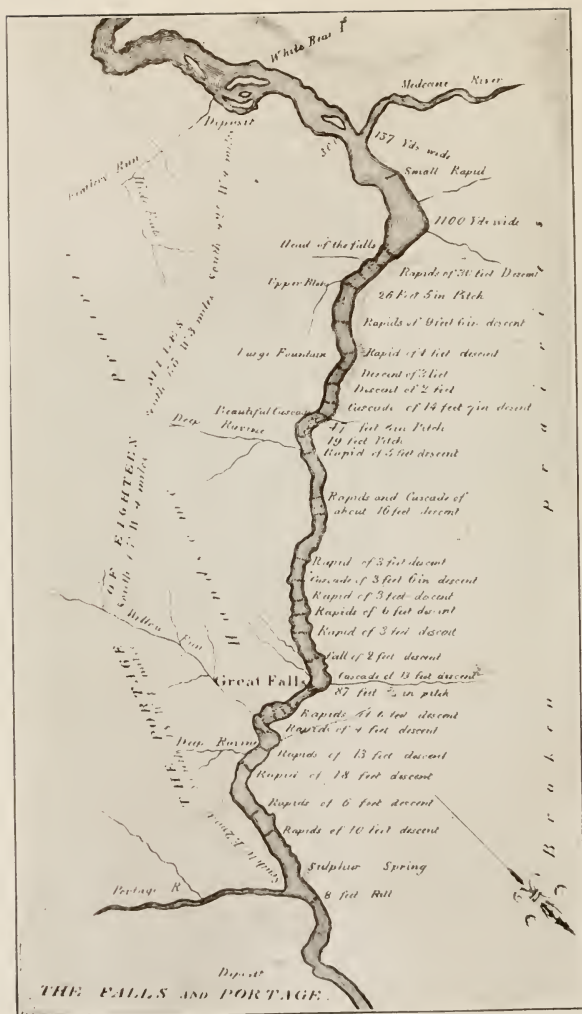 White Bear
Medecine River
Deposit
137 Yds wide
Small Rapid
1100 Yds wide
Head of the falls
Rapids of 30 feet Descent
26 Feet 5 in Pitch
Rapids of 9 feet 6 in descent
Large Fountain
Rapid of 4 feet descent
Descent of 3 feet
Descent of 2 feet
Beautiful Cascade
Cascade of 14 feet 7 in desent
Deep Ravine
feet in Pitch
19 feet Pitch
Rapid of 5 feet descent
Rapids and Cascade of
about 16 feet descent
Rapid of 3 feet descent
Cascade of 3 feet 6 in descent
Rapid of 3 feet descent
Rapids of 6 feet descent
Rapid of 3 feet descent
Fall of 2 feet descent
Great Falls
Cascade of 13 feet descent
87 feet ¾ in pitch
Rapids of 6 feet descent
Rapids of 4 feet descent
Deep Ravine
Rapids of 13 feet descent
Rapid of 18 feet descent
Rapids of 6 feet descent
Rapids of 10 feet descent
Sulphur Spring
Portage R
8 feet Rill
Deposit
THE PORTAGE OF EIGHTEEN MILES
Broken prairies
THE FALLS AND PORTAGE